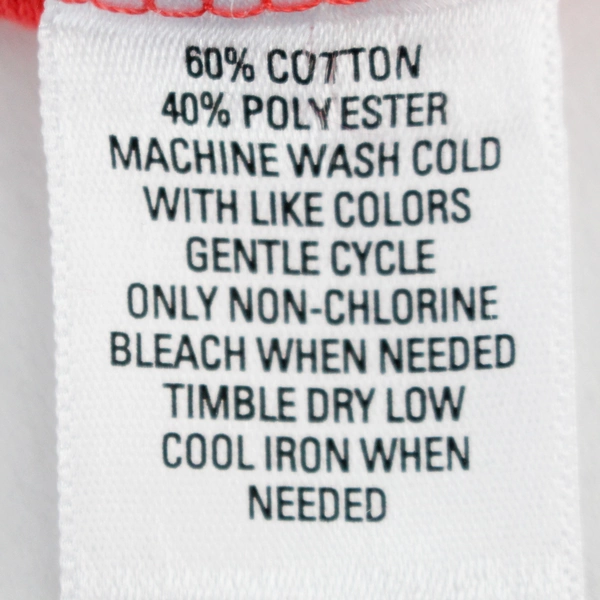 60% COTTON
40% POLYESTER
MACHINE WASH COLD
WITH LIKE COLORS
GENTLE CYCLE
ONLY NON-CHLORINE
BLEACH WHEN NEEDED
TIMBLE DRY LOW
COOL IRON WHEN
NEEDED